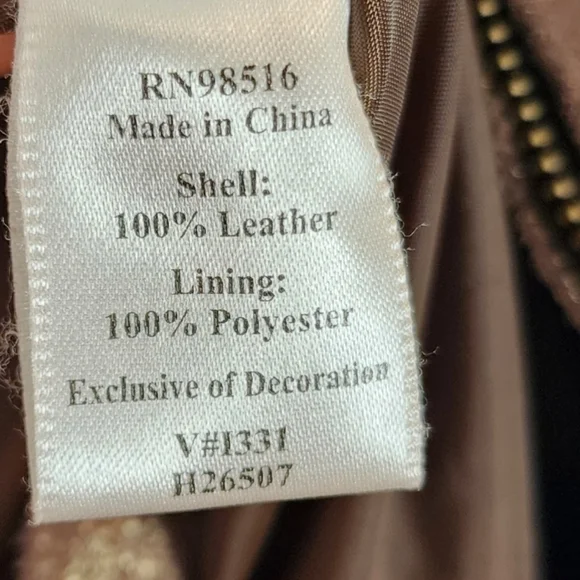 RN98516
Made in China
Shell:
100% Leather
Lining:
100% Polyester
Exclusive of Decoration
V#I331
H26507